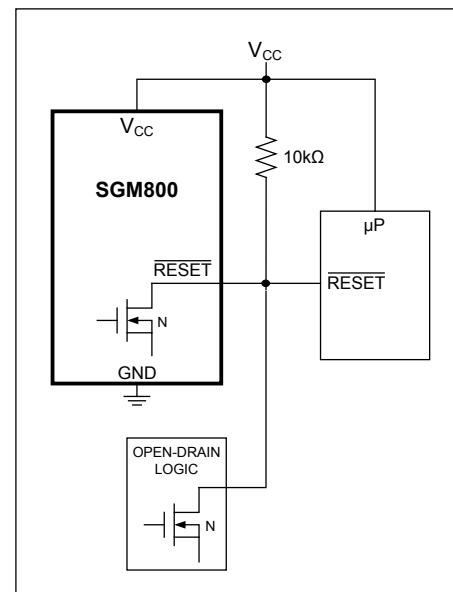 V_CC
V_CC
10kΩ
SGM800
µP
RESET
RESET
N
GND
OPEN-DRAIN
LOGIC
N